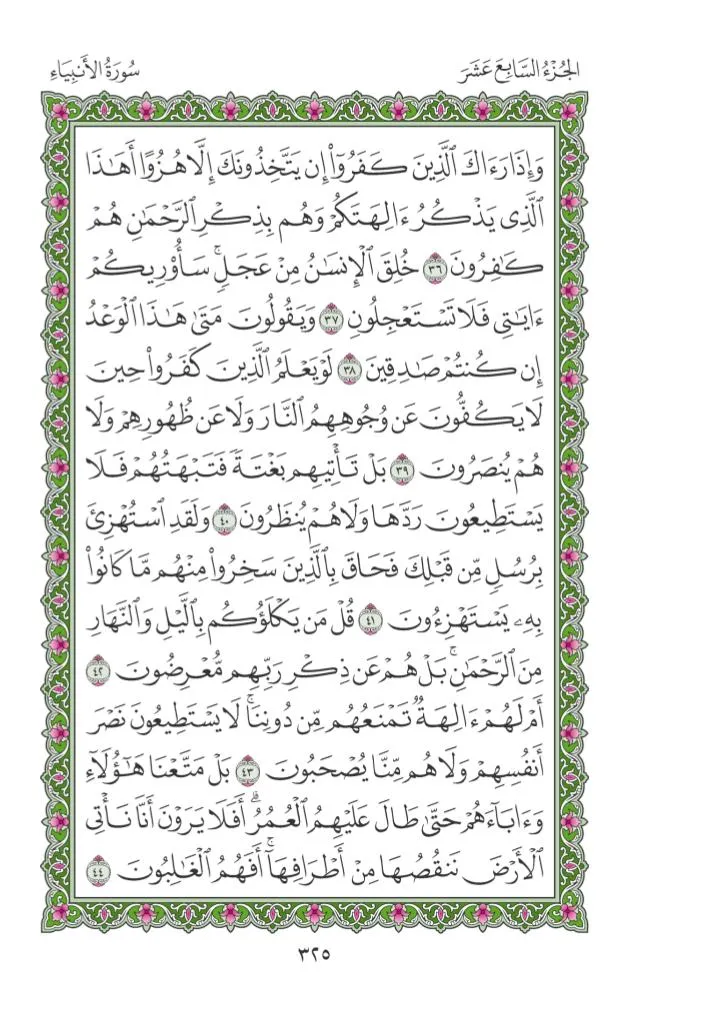 الجُزْءُ السَّابِعَ عَشَرَ
سُورَةُ الأَنبِيَاءِ
وَإِذَا رَءَاكَ ٱلَّذِينَ كَفَرُوٓا۟ إِن يَتَّخِذُونَكَ إِلَّا هُزُوًا أَهَٰذَا
ٱلَّذِى يَذْكُرُ ءَالِهَتَكُمْ وَهُم بِذِكْرِ ٱلرَّحْمَٰنِ هُمْ
كَٰفِرُونَ ٣٦ خُلِقَ ٱلْإِنسَٰنُ مِنْ عَجَلٍ ۚ سَأُو۟رِيكُمْ
ءَايَٰتِى فَلَا تَسْتَعْجِلُونِ ٣٧ وَيَقُولُونَ مَتَىٰ هَٰذَا ٱلْوَعْدُ
إِن كُنتُمْ صَٰدِقِينَ ٣٨ لَوْ يَعْلَمُ ٱلَّذِينَ كَفَرُوا۟ حِينَ
لَا يَكُفُّونَ عَن وُجُوهِهِمُ ٱلنَّارَ وَلَا عَن ظُهُورِهِمْ وَلَا
هُمْ يُنصَرُونَ ٣٩ بَلْ تَأْتِيهِم بَغْتَةً فَتَبْهَتُهُمْ فَلَا
يَسْتَطِيعُونَ رَدَّهَا وَلَا هُمْ يُنظَرُونَ ٤٠ وَلَقَدِ ٱسْتُهْزِئَ
بِرُسُلٍ مِّن قَبْلِكَ فَحَاقَ بِٱلَّذِينَ سَخِرُوا۟ مِنْهُم مَّا كَانُوا۟
بِهِۦ يَسْتَهْزِءُونَ ٤١ قُلْ مَن يَكْلَؤُكُم بِٱلَّيْلِ وَٱلنَّهَارِ
مِنَ ٱلرَّحْمَٰنِ ۗ بَلْ هُمْ عَن ذِكْرِ رَبِّهِم مُّعْرِضُونَ ٤٢
أَمْ لَهُمْ ءَالِهَةٌ تَمْنَعُهُم مِّن دُونِنَا ۚ لَا يَسْتَطِيعُونَ نَصْرَ
أَنفُسِهِمْ وَلَا هُم مِّنَّا يُصْحَبُونَ ٤٣ بَلْ مَتَّعْنَا هَٰٓؤُلَآءِ
وَءَابَآءَهُمْ حَتَّىٰ طَالَ عَلَيْهِمُ ٱلْعُمُرُ ۗ أَفَلَا يَرَوْنَ أَنَّا نَأْتِى
ٱلْأَرْضَ نَنقُصُهَا مِنْ أَطْرَافِهَآ ۚ أَفَهُمُ ٱلْغَٰلِبُونَ ٤٤
٣٢٥